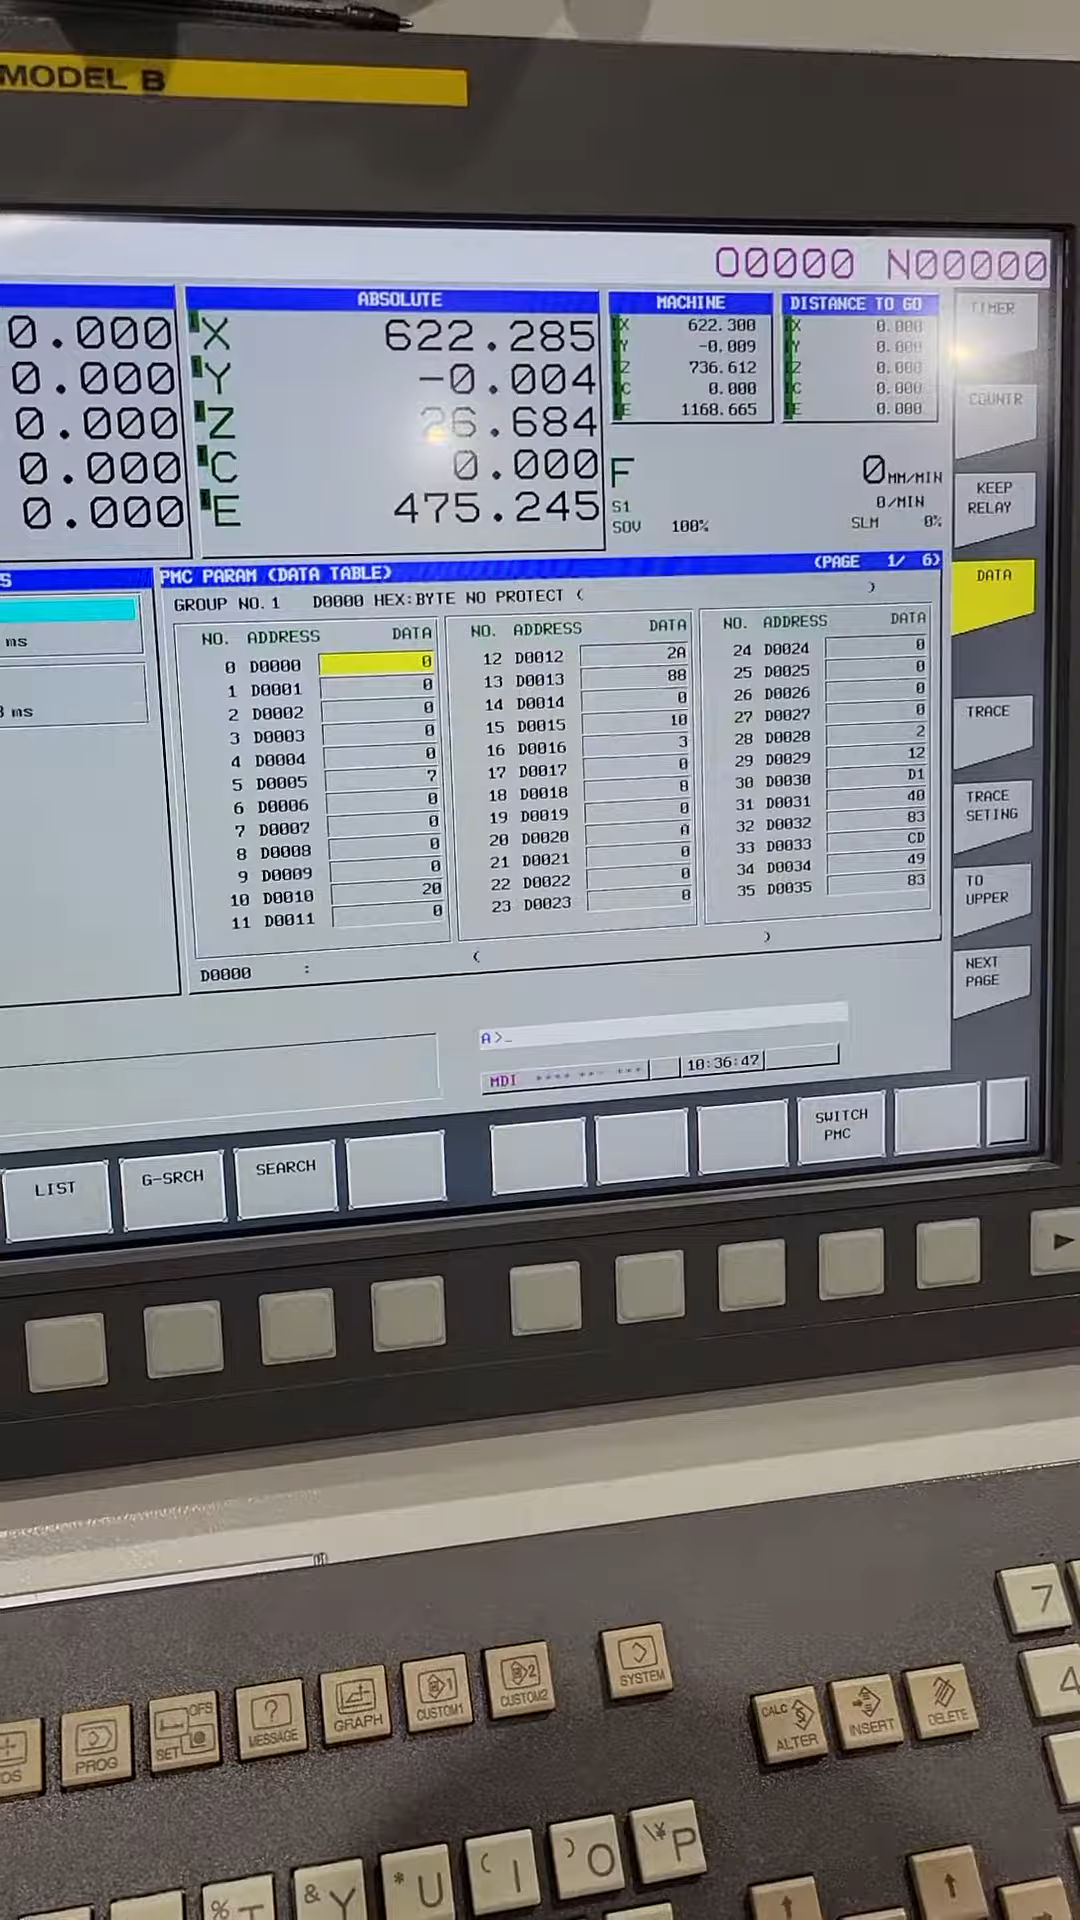 MODEL B
O0000 N00000
ABSOLUTE
MACHINE
DISTANCE TO GO
TIMER
0.000 X 622.285
0.000 Y -0.004
0.000 Z 26.684
0.000 C 0.000
0.000 E 475.245
X 622.300
Y -0.009
Z 736.612
C 0.000
E 1168.665
X 0.000
Y 0.000
Z 0.000
C 0.000
E 0.000
COUNTR
F 0 MM/MIN
S1 0/MIN
SOV 100% SLM 0%
KEEP
RELAY
S
ms
ms
PMC PARAM (DATA TABLE) (PAGE 1/ 6)
GROUP NO.1 D0000 HEX:BYTE NO PROTECT ( )
NO. ADDRESS DATA
0 D0000 0
1 D0001 0
2 D0002 0
3 D0003 0
4 D0004 0
5 D0005 7
6 D0006 0
7 D0007 0
8 D0008 0
9 D0009 0
10 D0010 20
11 D0011 0
NO. ADDRESS DATA
12 D0012 2A
13 D0013 88
14 D0014 0
15 D0015 10
16 D0016 3
17 D0017 0
18 D0018
19 D0019 0
20 D0020 A
21 D0021 0
22 D0022 0
23 D0023 0
NO. ADDRESS DATA
24 D0024 0
25 D0025 0
26 D0026 0
27 D0027 0
28 D0028 2
29 D0029 12
30 D0030 D1
31 D0031 40
32 D0032 83
33 D0033 CD
34 D0034 49
35 D0035 83
D0000 : ( )
DATA
TRACE
TRACE
SETING
TO
UPPER
NEXT
PAGE
A>_
MDI **** *** *** 10:36:47
LIST
G-SRCH
SEARCH
SWITCH
PMC
PROG
OFS
SET
MESSAGE
GRAPH
1
CUSTOM1
2
CUSTOM2
SYSTEM
CALC
ALTER
INSERT
DELETE
7
4
% T
& Y
* U
( I
) O
\¥ P